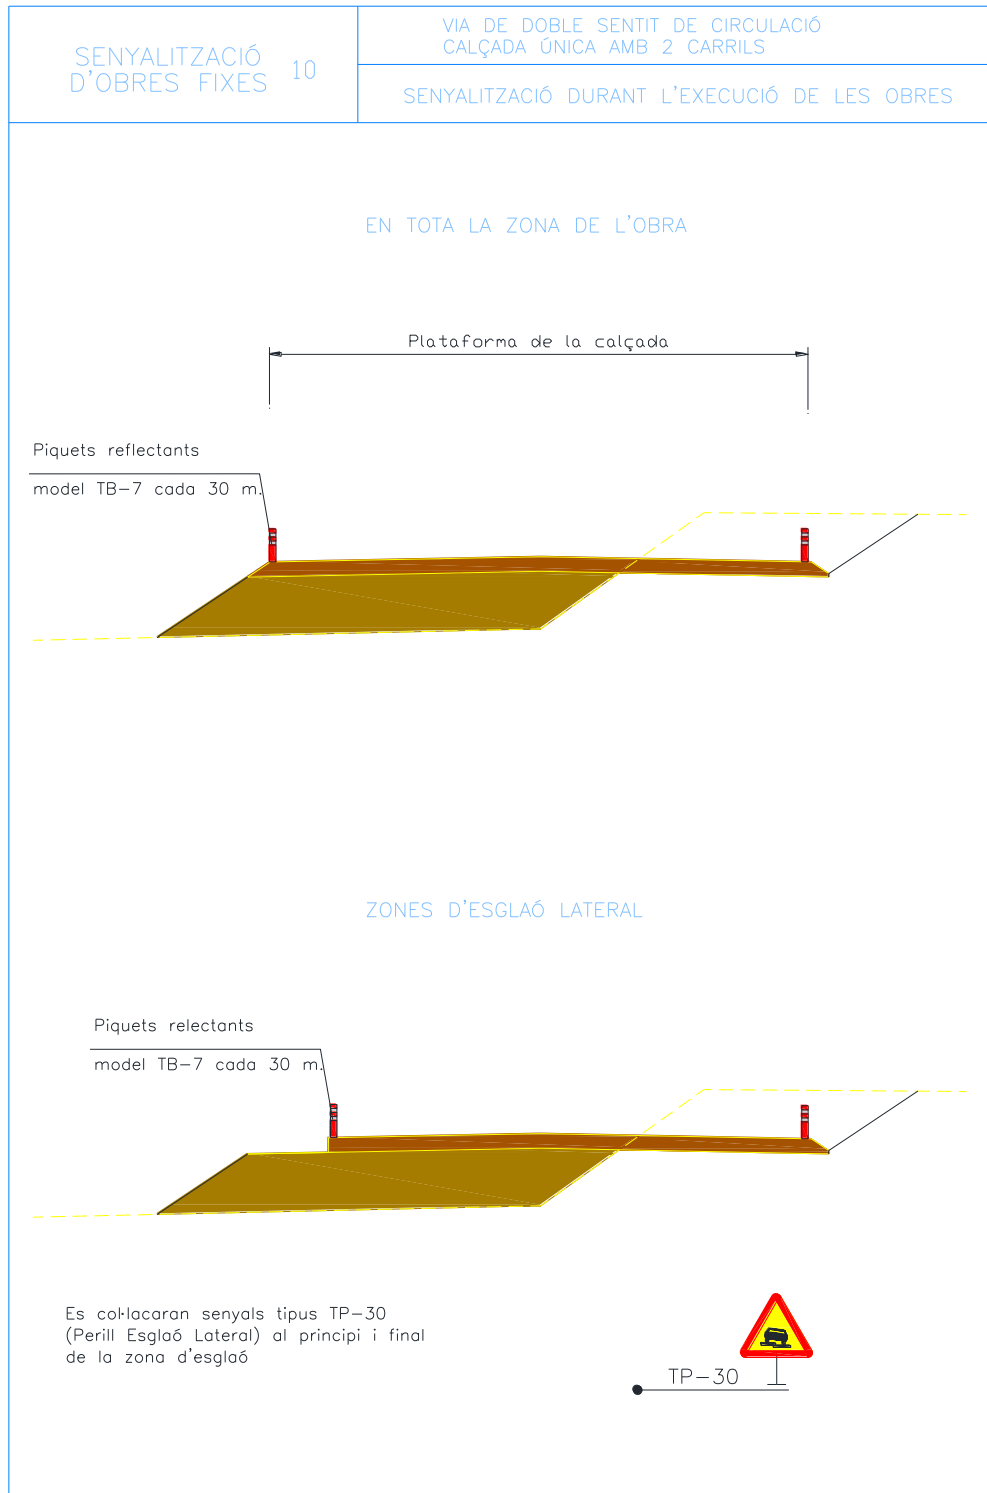 SENYALITZACIÓ
D'OBRES FIXES 10
VIA DE DOBLE SENTIT DE CIRCULACIÓ
CALÇADA ÚNICA AMB 2 CARRILS
SENYALITZACIÓ DURANT L'EXECUCIÓ DE LES OBRES
EN TOTA LA ZONA DE L'OBRA
Plataforma de la calçada
Piquets reflectants
model TB-7 cada 30 m.
ZONES D'ESGLAÓ LATERAL
Piquets relectants
model TB-7 cada 30 m.
Es col·lacaran senyals tipus TP-30
(Perill Esglaó Lateral) al principi i final
de la zona d'esglaó
TP-30